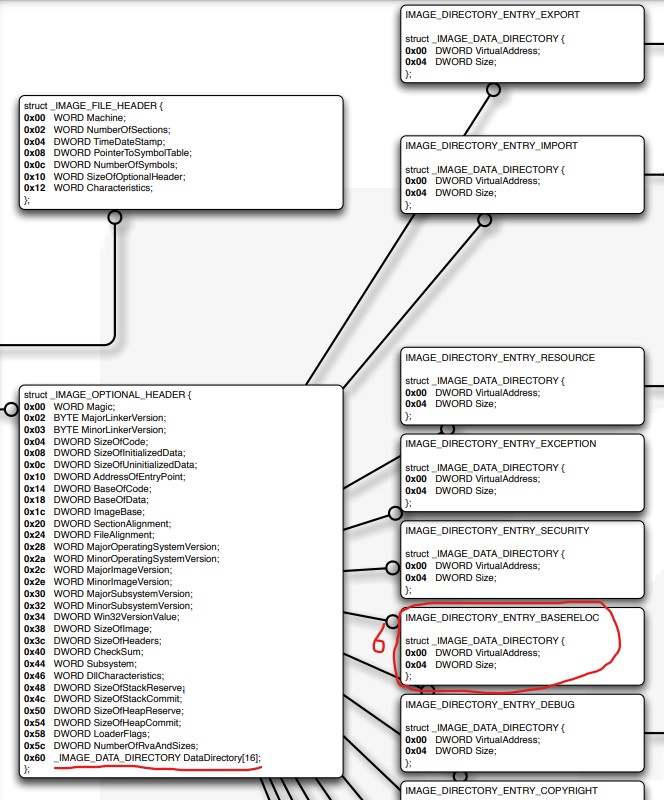 IMAGE_DIRECTORY_ENTRY_EXPORT
struct _IMAGE_DATA_DIRECTORY {
0x00 DWORD VirtualAddress;
0x04 DWORD Size;
};
struct _IMAGE_FILE_HEADER {
0x00 WORD Machine;
0x02 WORD NumberOfSections;
0x04 DWORD TimeDateStamp;
0x08 DWORD PointerToSymbolTable;
0x0c DWORD NumberOfSymbols;
0x10 WORD SizeOfOptionalHeader;
0x12 WORD Characteristics;
};
IMAGE_DIRECTORY_ENTRY_IMPORT
struct _IMAGE_DATA_DIRECTORY {
0x00 DWORD VirtualAddress;
0x04 DWORD Size;
};
struct _IMAGE_OPTIONAL_HEADER {
0x00 WORD Magic;
0x02 BYTE MajorLinkerVersion;
0x03 BYTE MinorLinkerVersion;
0x04 DWORD SizeOfCode;
0x08 DWORD SizeOfInitializedData;
0x0c DWORD SizeOfUninitializedData;
0x10 DWORD AddressOfEntryPoint;
0x14 DWORD BaseOfCode;
0x18 DWORD BaseOfData;
0x1c DWORD ImageBase;
0x20 DWORD SectionAlignment;
0x24 DWORD FileAlignment;
0x28 WORD MajorOperatingSystemVersion;
0x2a WORD MinorOperatingSystemVersion;
0x2c WORD MajorImageVersion;
0x2e WORD MinorImageVersion;
0x30 WORD MajorSubsystemVersion;
0x32 WORD MinorSubsystemVersion;
0x34 DWORD Win32VersionValue;
0x38 DWORD SizeOfImage;
0x3c DWORD SizeOfHeaders;
0x40 DWORD CheckSum;
0x44 WORD Subsystem;
0x46 WORD DllCharacteristics;
0x48 DWORD SizeOfStackReserve;
0x4c DWORD SizeOfStackCommit;
0x50 DWORD SizeOfHeapReserve;
0x54 DWORD SizeOfHeapCommit;
0x58 DWORD LoaderFlags;
0x5c DWORD NumberOfRvaAndSizes;
0x60 _IMAGE_DATA_DIRECTORY DataDirectory[16];
};
IMAGE_DIRECTORY_ENTRY_RESOURCE
struct _IMAGE_DATA_DIRECTORY {
0x00 DWORD VirtualAddress;
0x04 DWORD Size;
};
IMAGE_DIRECTORY_ENTRY_EXCEPTION
struct _IMAGE_DATA_DIRECTORY {
0x00 DWORD VirtualAddress;
0x04 DWORD Size;
};
IMAGE_DIRECTORY_ENTRY_SECURITY
struct _IMAGE_DATA_DIRECTORY {
0x00 DWORD VirtualAddress;
0x04 DWORD Size;
};
6
IMAGE_DIRECTORY_ENTRY_BASERELOC
struct _IMAGE_DATA_DIRECTORY {
0x00 DWORD VirtualAddress;
0x04 DWORD Size;
};
IMAGE_DIRECTORY_ENTRY_DEBUG
struct _IMAGE_DATA_DIRECTORY {
0x00 DWORD VirtualAddress;
0x04 DWORD Size;
};
IMAGE_DIRECTORY_ENTRY_COPYRIGHT